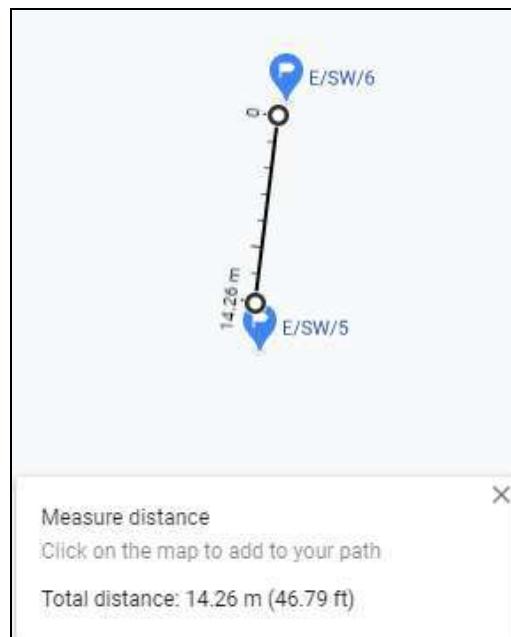 E/SW/6
0
14.26 m
E/SW/5
Measure distance
Click on the map to add to your path
Total distance: 14.26 m (46.79 ft)